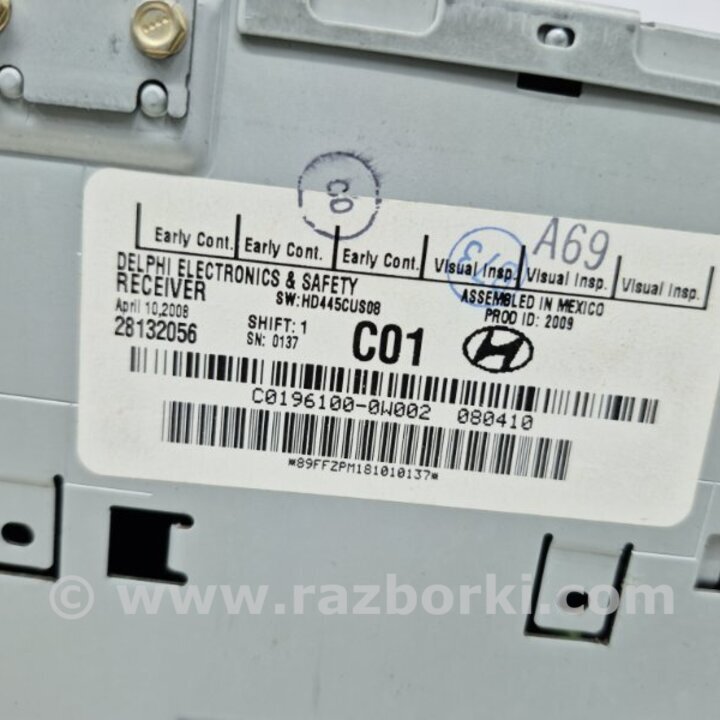 CO
873
A69
Early Cont. Early Cont. Early Cont. Visual Insp. Visual Insp. Visual Insp.
DELPHI ELECTRONICS & SAFETY
RECEIVER
SW:HD445CUS08
ASSEMBLED IN MEXICO
PROD ID: 2009
April 10,2008
28132056
SHIFT: 1
SN: 0137
C01
C0196100-0W002 080410
*89FFZPM181010137*
© www.razborki.com